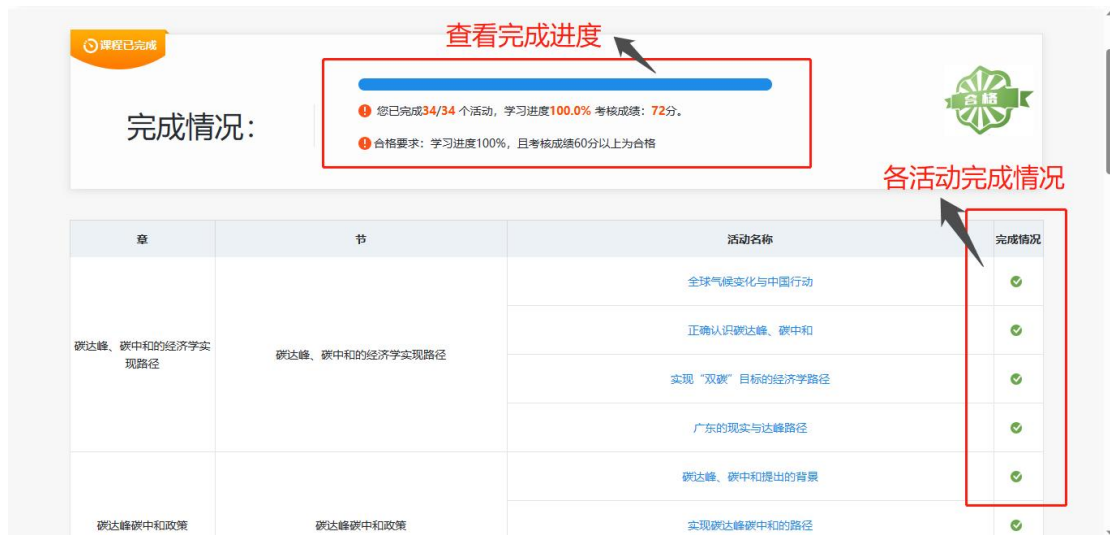 课程已完成
查看完成进度
完成情况：
您已完成34/34 个活动，学习进度100.0% 考核成绩：72分。
合格要求：学习进度100%，且考核成绩60分以上为合格
合格
各活动完成情况
章 节 活动名称 完成情况
全球气候变化与中国行动
正确认识碳达峰、碳中和
碳达峰、碳中和的经济学实
现路径
碳达峰、碳中和的经济学实现路径
实现“双碳”目标的经济学路径
广东的现实与达峰路径
碳达峰、碳中和提出的背景
碳达峰碳中和政策 碳达峰碳中和政策 实现碳达峰碳中和的路径